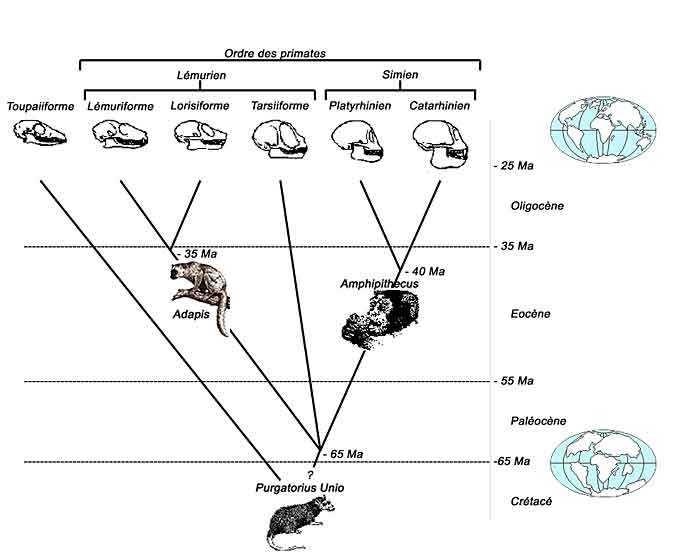 Ordre des primates
Lémurien
Simien
Toupaiiforme
Lémuriforme
Lorisiforme
Tarsiiforme
Platyrhinien
Catarhinien
- 25 Ma
Oligocène
- 35 Ma
- 35 Ma
- 40 Ma
Amphipithecus
Adapis
Eocène
- 55 Ma
Paléocène
- 65 Ma
-65 Ma
?
Purgatorius Unio
Crétacé